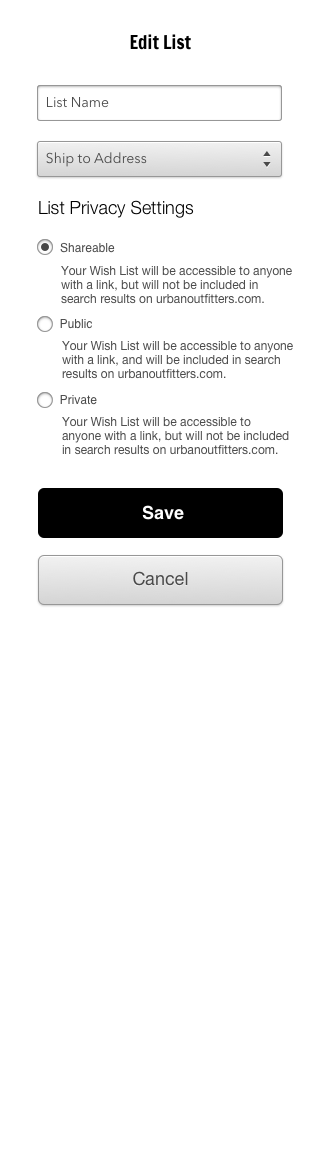 Edit List
List Name
Ship to Address
List Privacy Settings
Shareable
Your Wish List will be accessible to anyone
with a link, but will not be included in
search results on urbanoutfitters.com.
Public
Your Wish List will be accessible to anyone
with a link, and will be included in search
results on urbanoutfitters.com.
Private
Your Wish List will be accessible to
anyone with a link, but will not be included
in search results on urbanoutfitters.com.
Save
Cancel